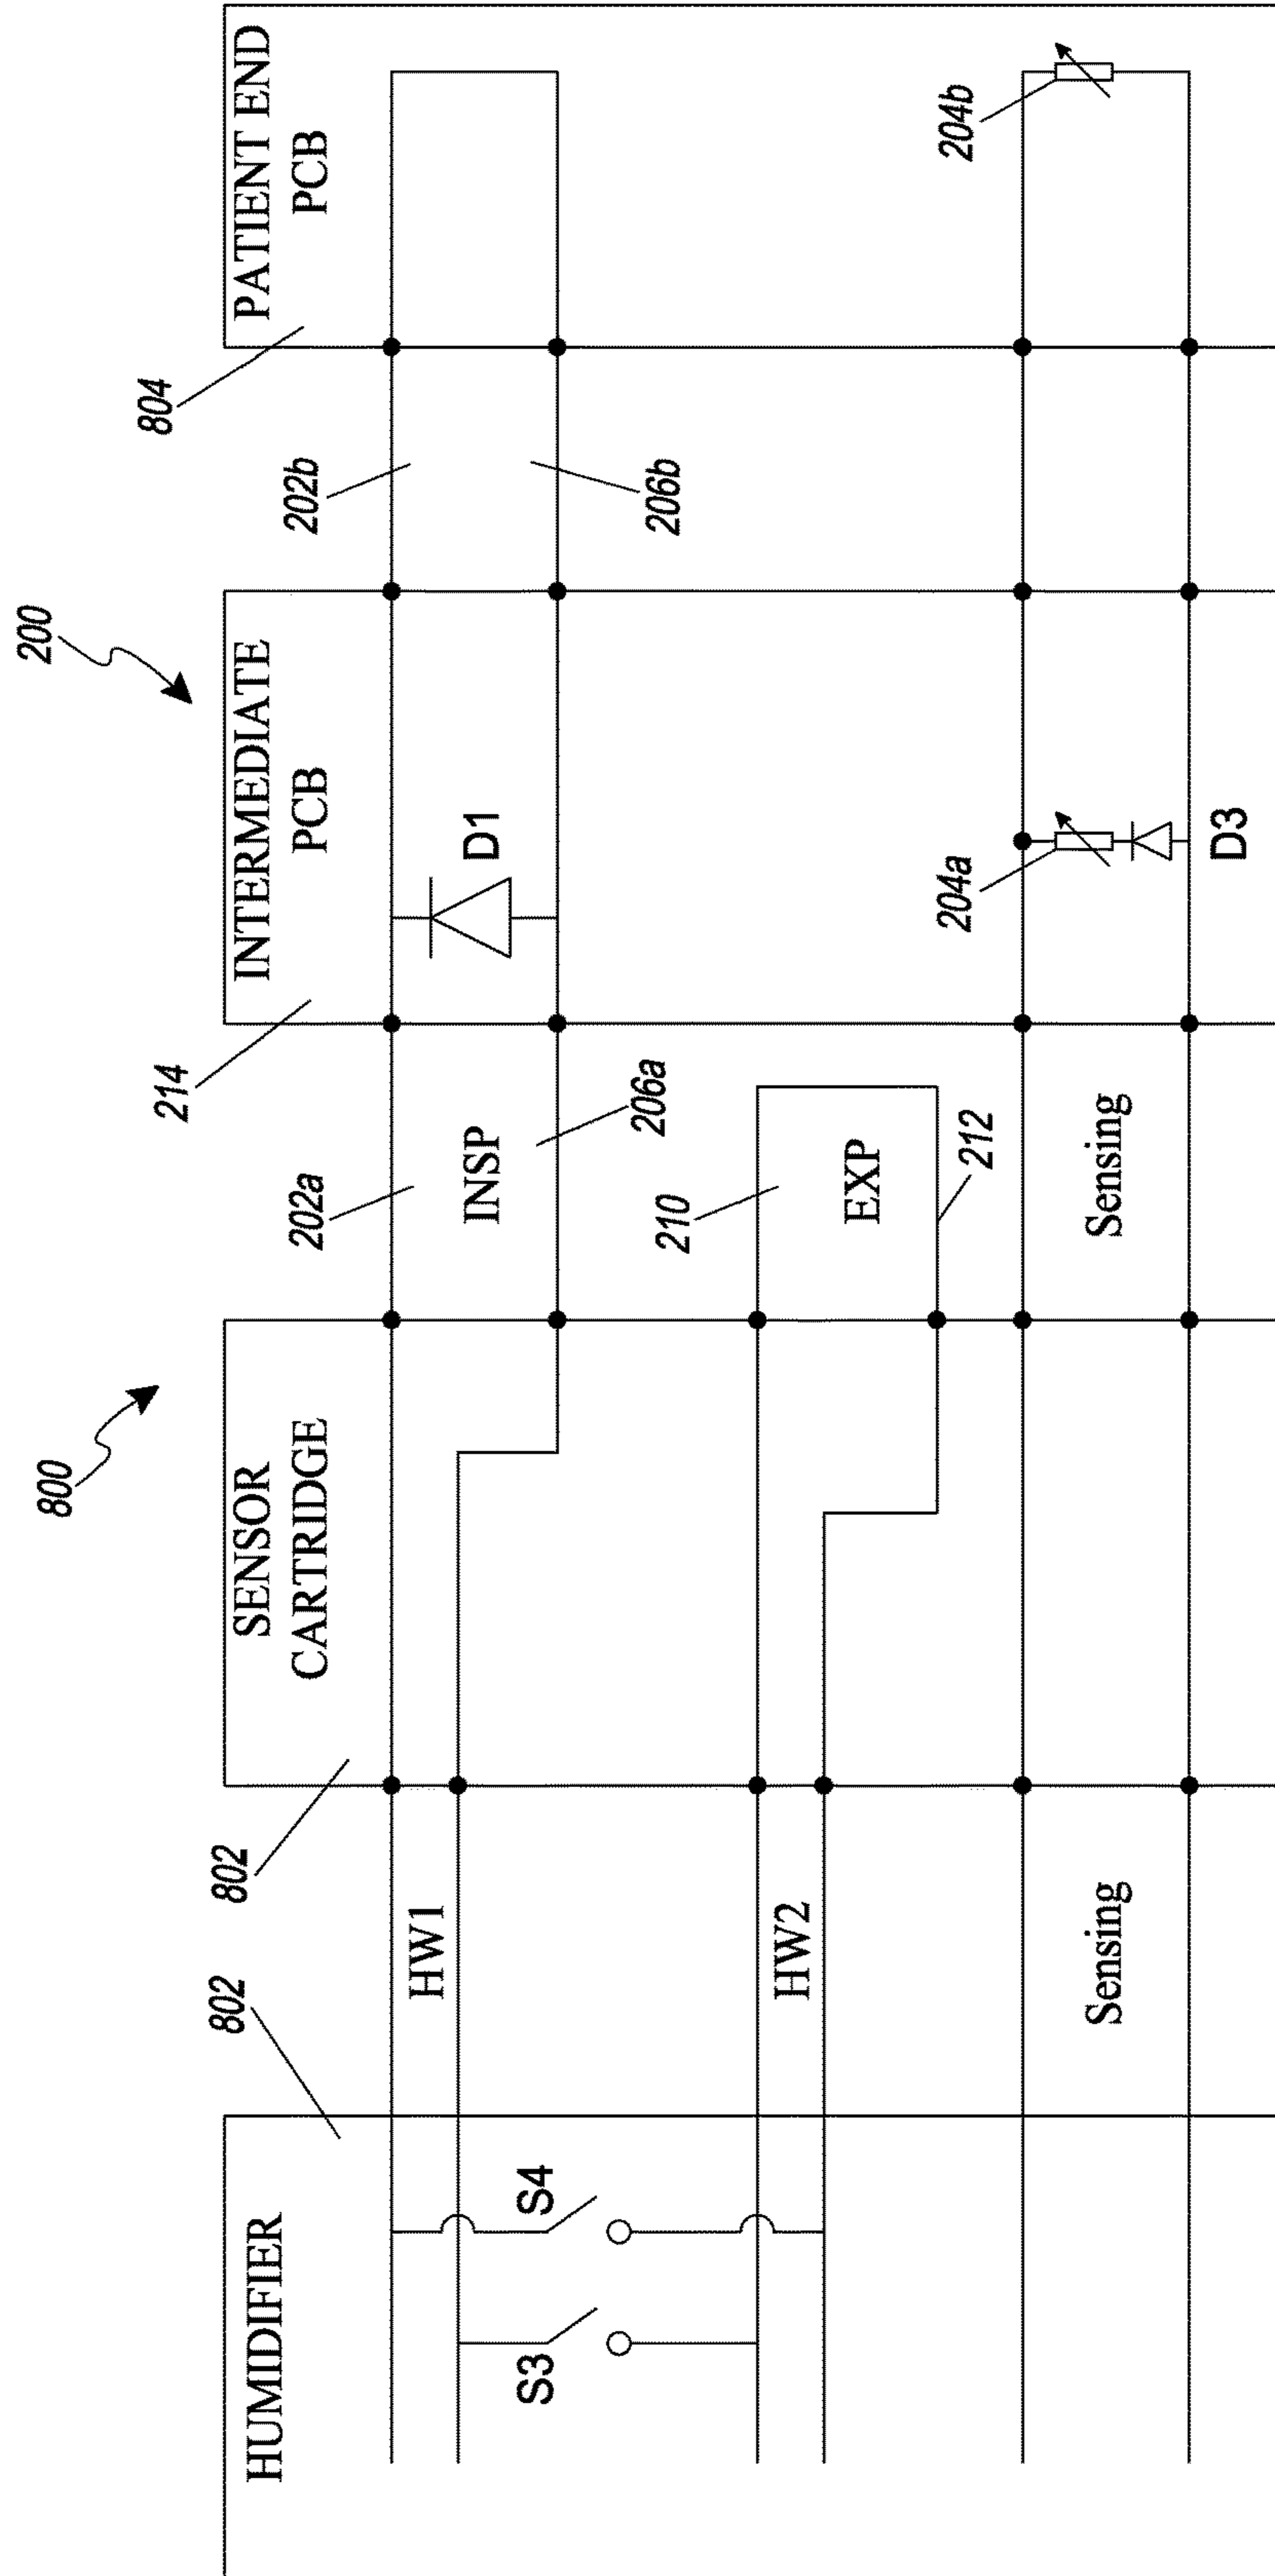 200
800
HUMIDIFIER
802
802
SENSOR
CARTRIDGE
214
INTERMEDIATE
PCB
804
PATIENT END
PCB
HW1
202a
INSP
206a
D1
202b
206b
S3
S4
HW2
210
EXP
212
204a
204b
Sensing
Sensing
D3